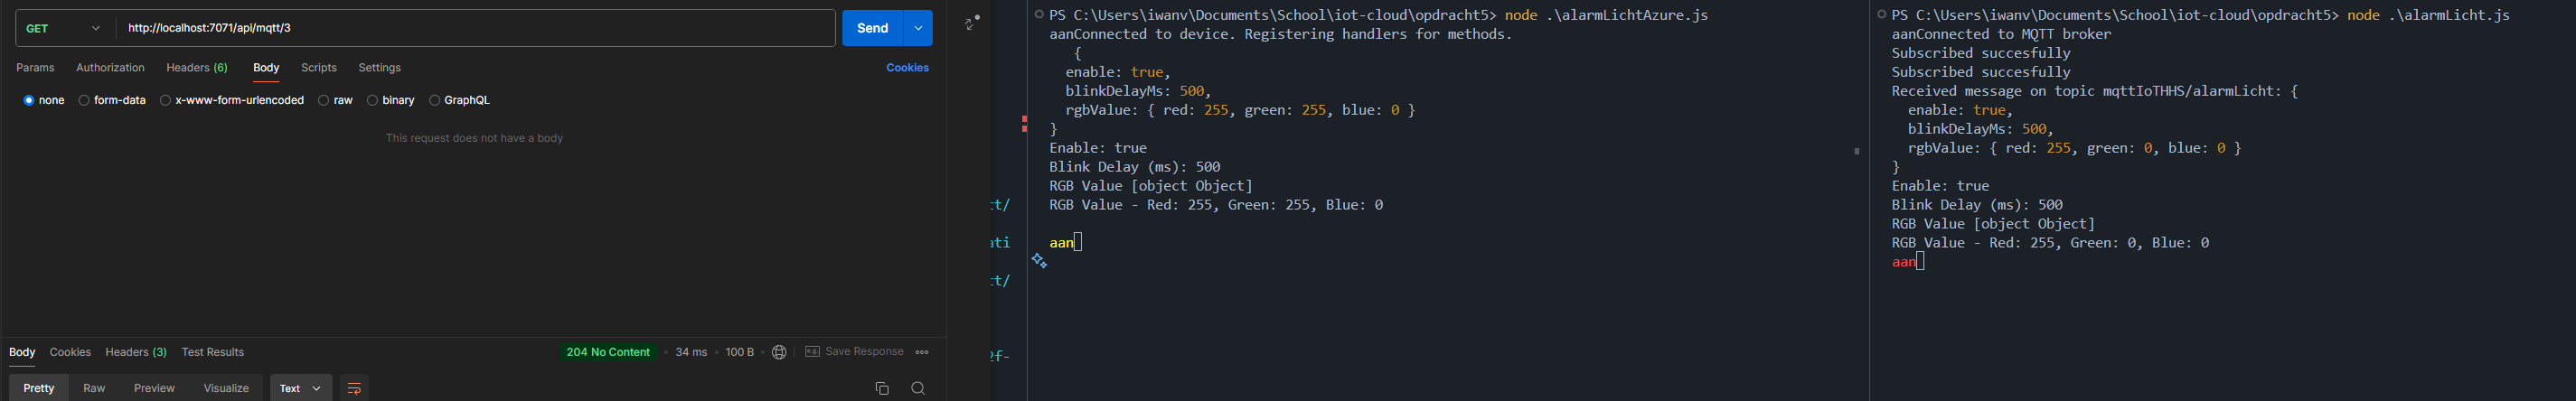 GET http://localhost:7071/api/mqtt/3 Send
Params Authorization Headers (6) Body Scripts Settings Cookies
none form-data x-www-form-urlencoded raw binary GraphQL
This request does not have a body
Body Cookies Headers (3) Test Results 204 No Content • 34 ms • 100 B • e.g. Save Response
Pretty Raw Preview Visualize Text
tt/
ati
tt/
2f-
PS C:\Users\iwanv\Documents\School\iot-cloud\opdracht5> node .\alarmLichtAzure.js
aanConnected to device. Registering handlers for methods.
{
enable: true,
blinkDelayMs: 500,
rgbValue: { red: 255, green: 255, blue: 0 }
}
Enable: true
Blink Delay (ms): 500
RGB Value [object Object]
RGB Value - Red: 255, Green: 255, Blue: 0
aan
PS C:\Users\iwanv\Documents\School\iot-cloud\opdracht5> node .\alarmLicht.js
aanConnected to MQTT broker
Subscribed succesfully
Subscribed succesfully
Received message on topic mqttIoTHHS/alarmLicht: {
enable: true,
blinkDelayMs: 500,
rgbValue: { red: 255, green: 0, blue: 0 }
}
Enable: true
Blink Delay (ms): 500
RGB Value [object Object]
RGB Value - Red: 255, Green: 0, Blue: 0
aan